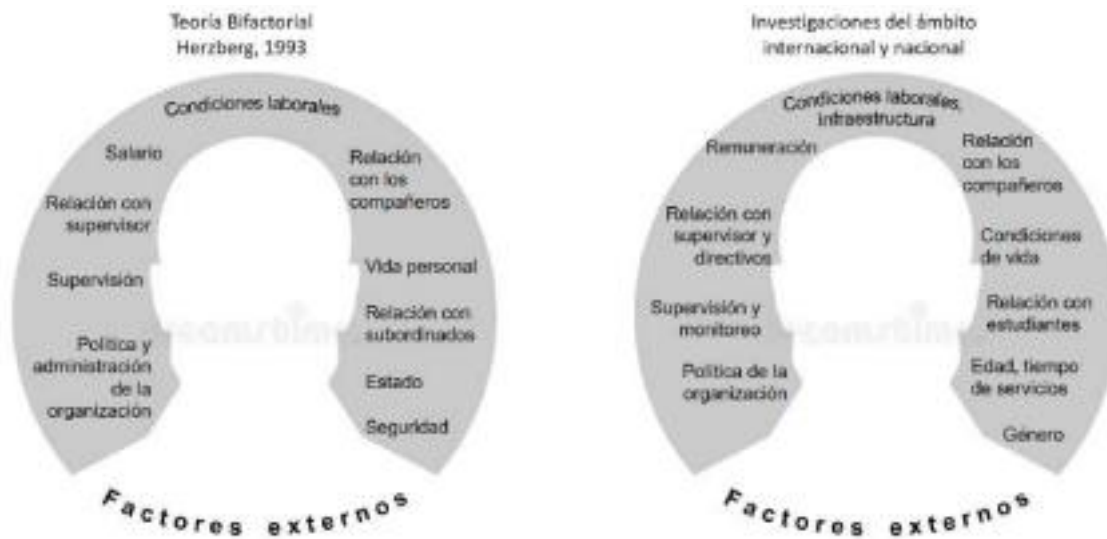 Teoría Bifactorial
Herzberg, 1993
Condiciones laborales
Salario
Relación con
supervisor
Supervisión
Política y
administración
de la
organización
Relación
con los
compañeros
Vida personal
Relación con
subordinados
Estado
Seguridad
Factores externos
Investigaciones del ámbito
internacional y nacional
Condiciones laborales,
infraestructura
Remuneración
Relación con
supervisor y
directivos
Supervisión y
monitoreo
Política de la
organización
Relación
con los
compañeros
Condiciones
de vida
Relación con
estudiantes
Edad, tiempo
de servicios
Género
Factores externos